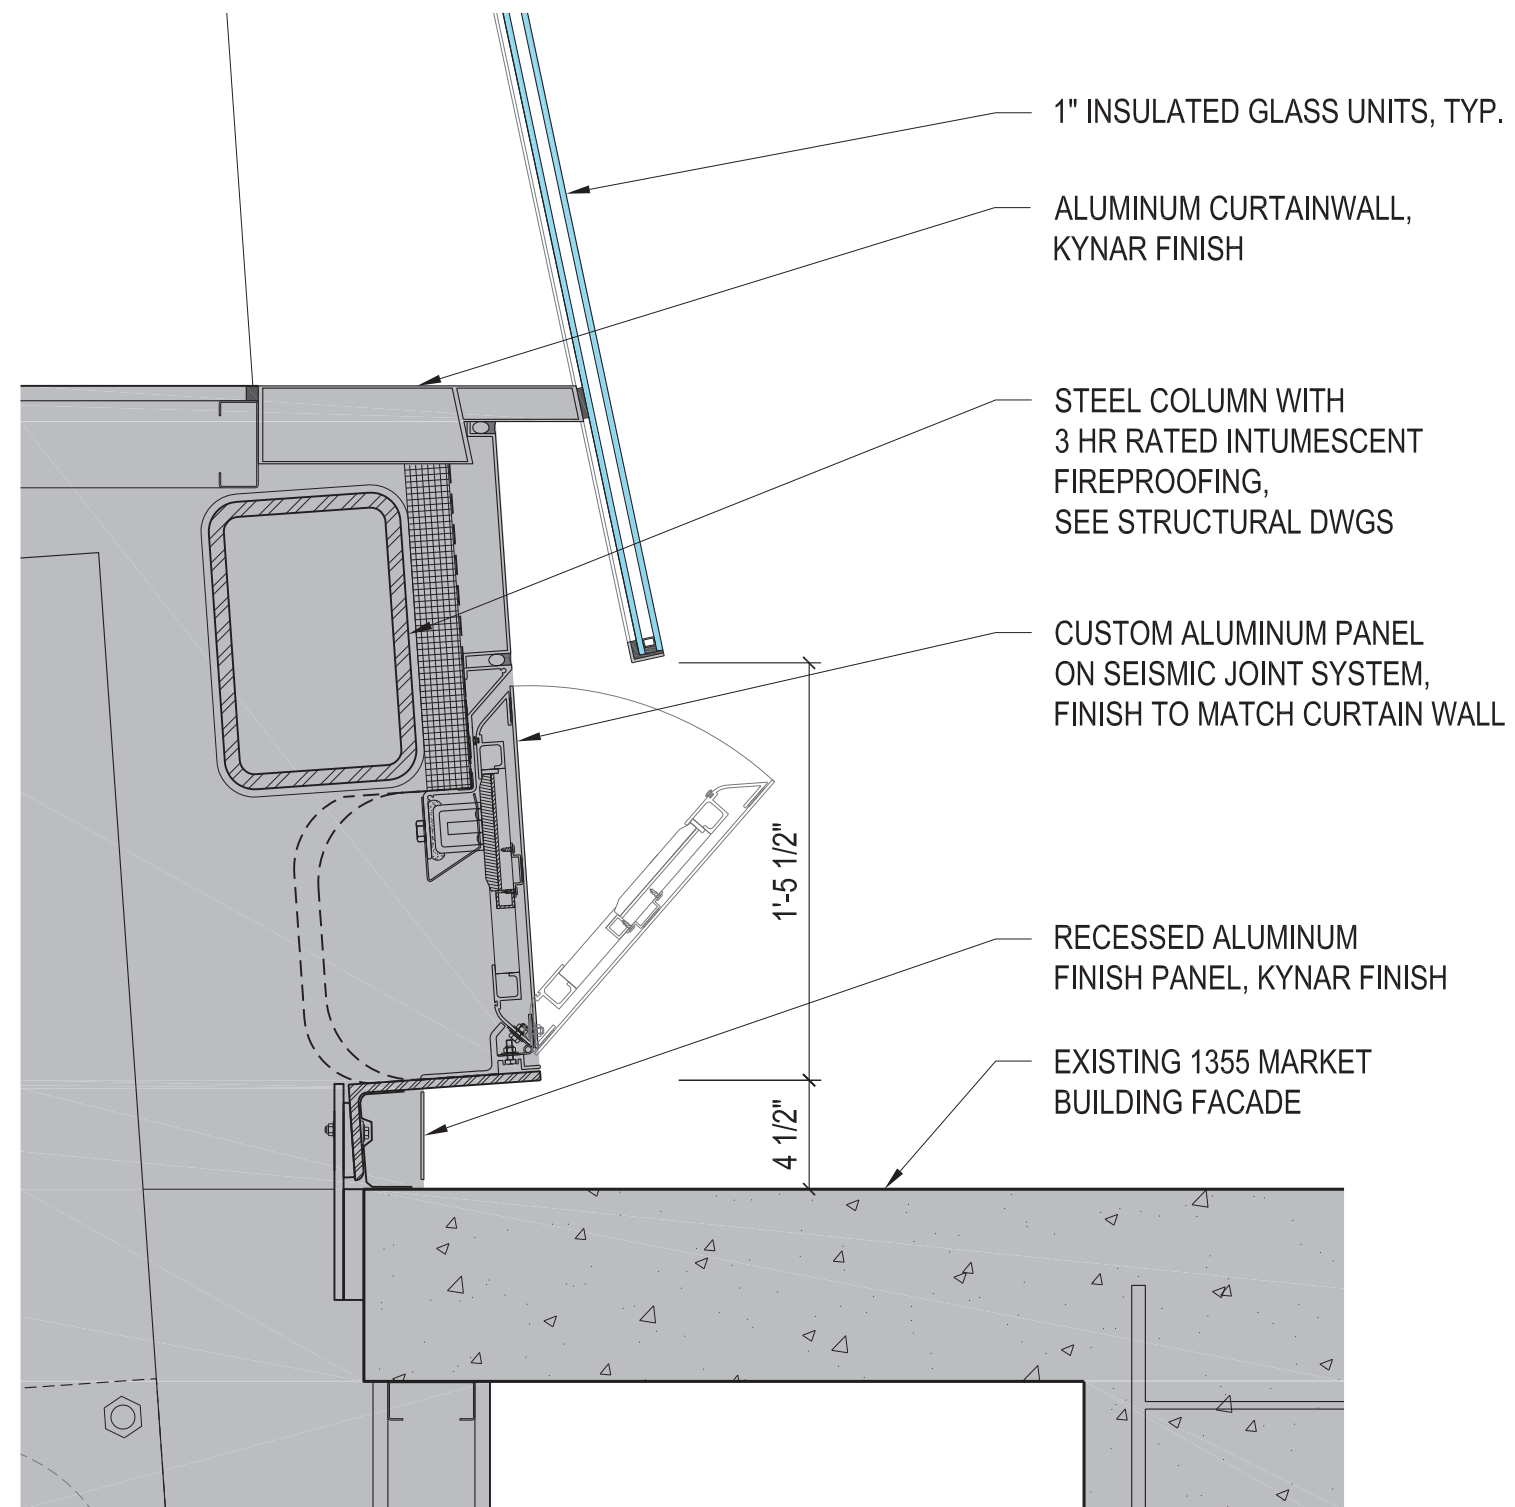 1" INSULATED GLASS UNITS, TYP.
ALUMINUM CURTAINWALL,
KYNAR FINISH
STEEL COLUMN WITH
3 HR RATED INTUMESCENT
FIREPROOFING,
SEE STRUCTURAL DWGS
CUSTOM ALUMINUM PANEL
ON SEISMIC JOINT SYSTEM,
FINISH TO MATCH CURTAIN WALL
1'-5 1/2"
RECESSED ALUMINUM
FINISH PANEL, KYNAR FINISH
EXISTING 1355 MARKET
BUILDING FACADE
4 1/2"